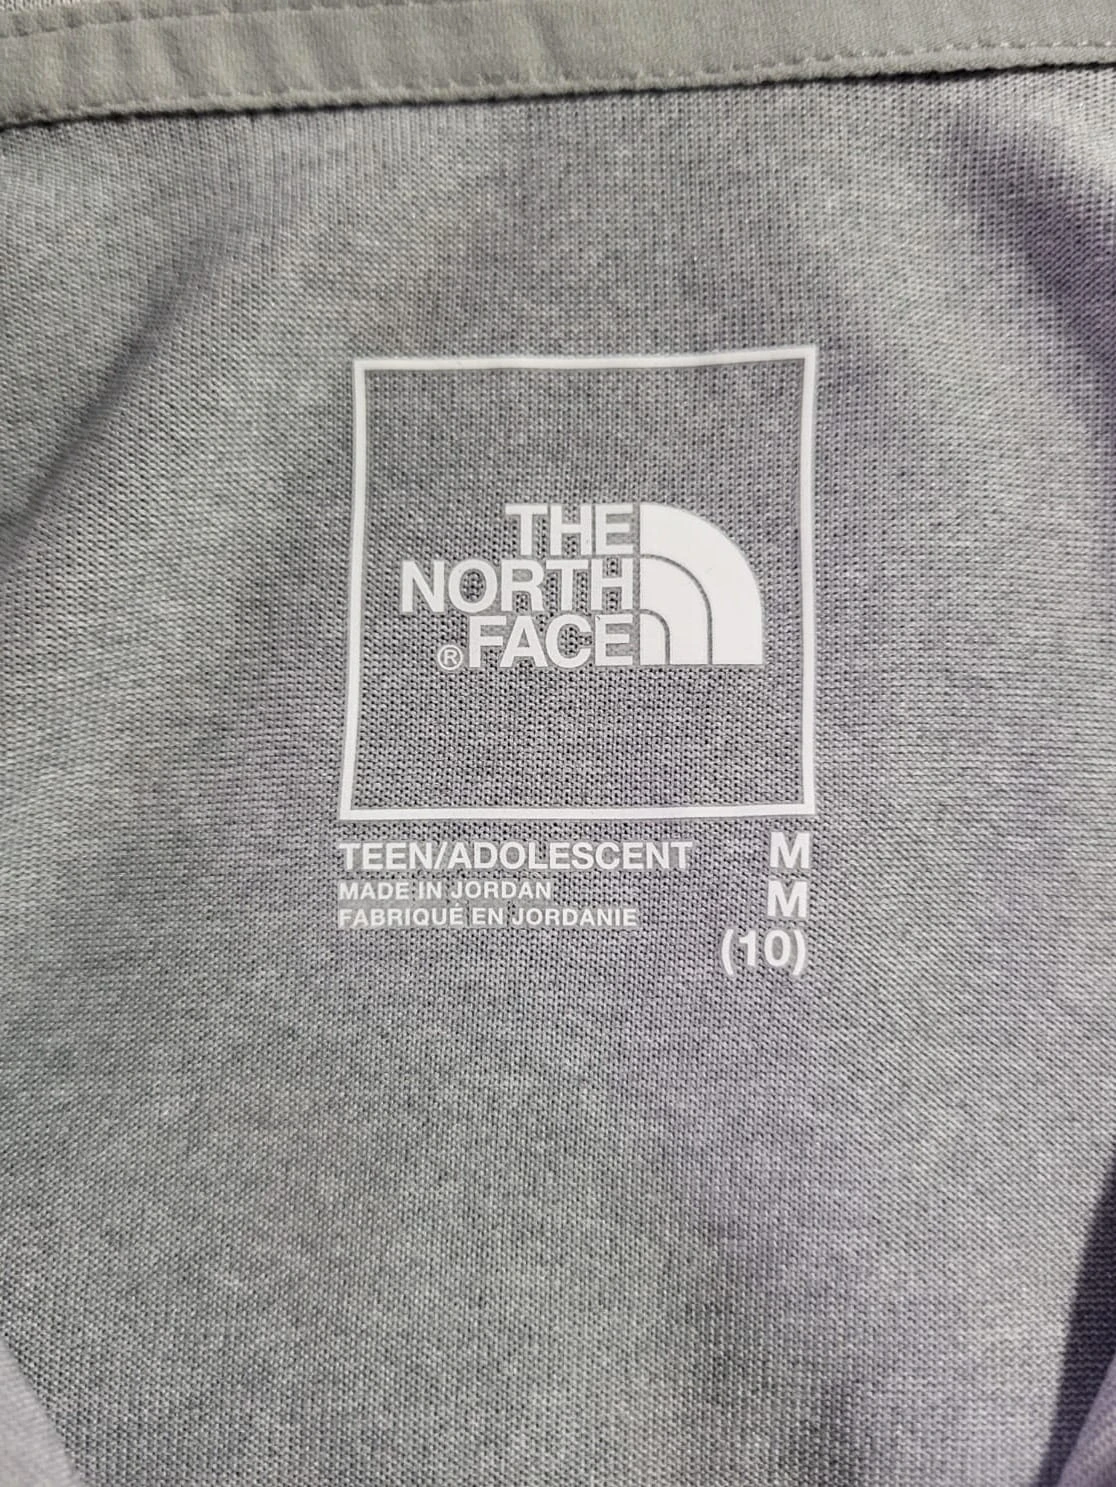 THE
NORTH
®FACE
TEEN/ADOLESCENT M
MADE IN JORDAN M
FABRIQUÉ EN JORDANIE
(10)